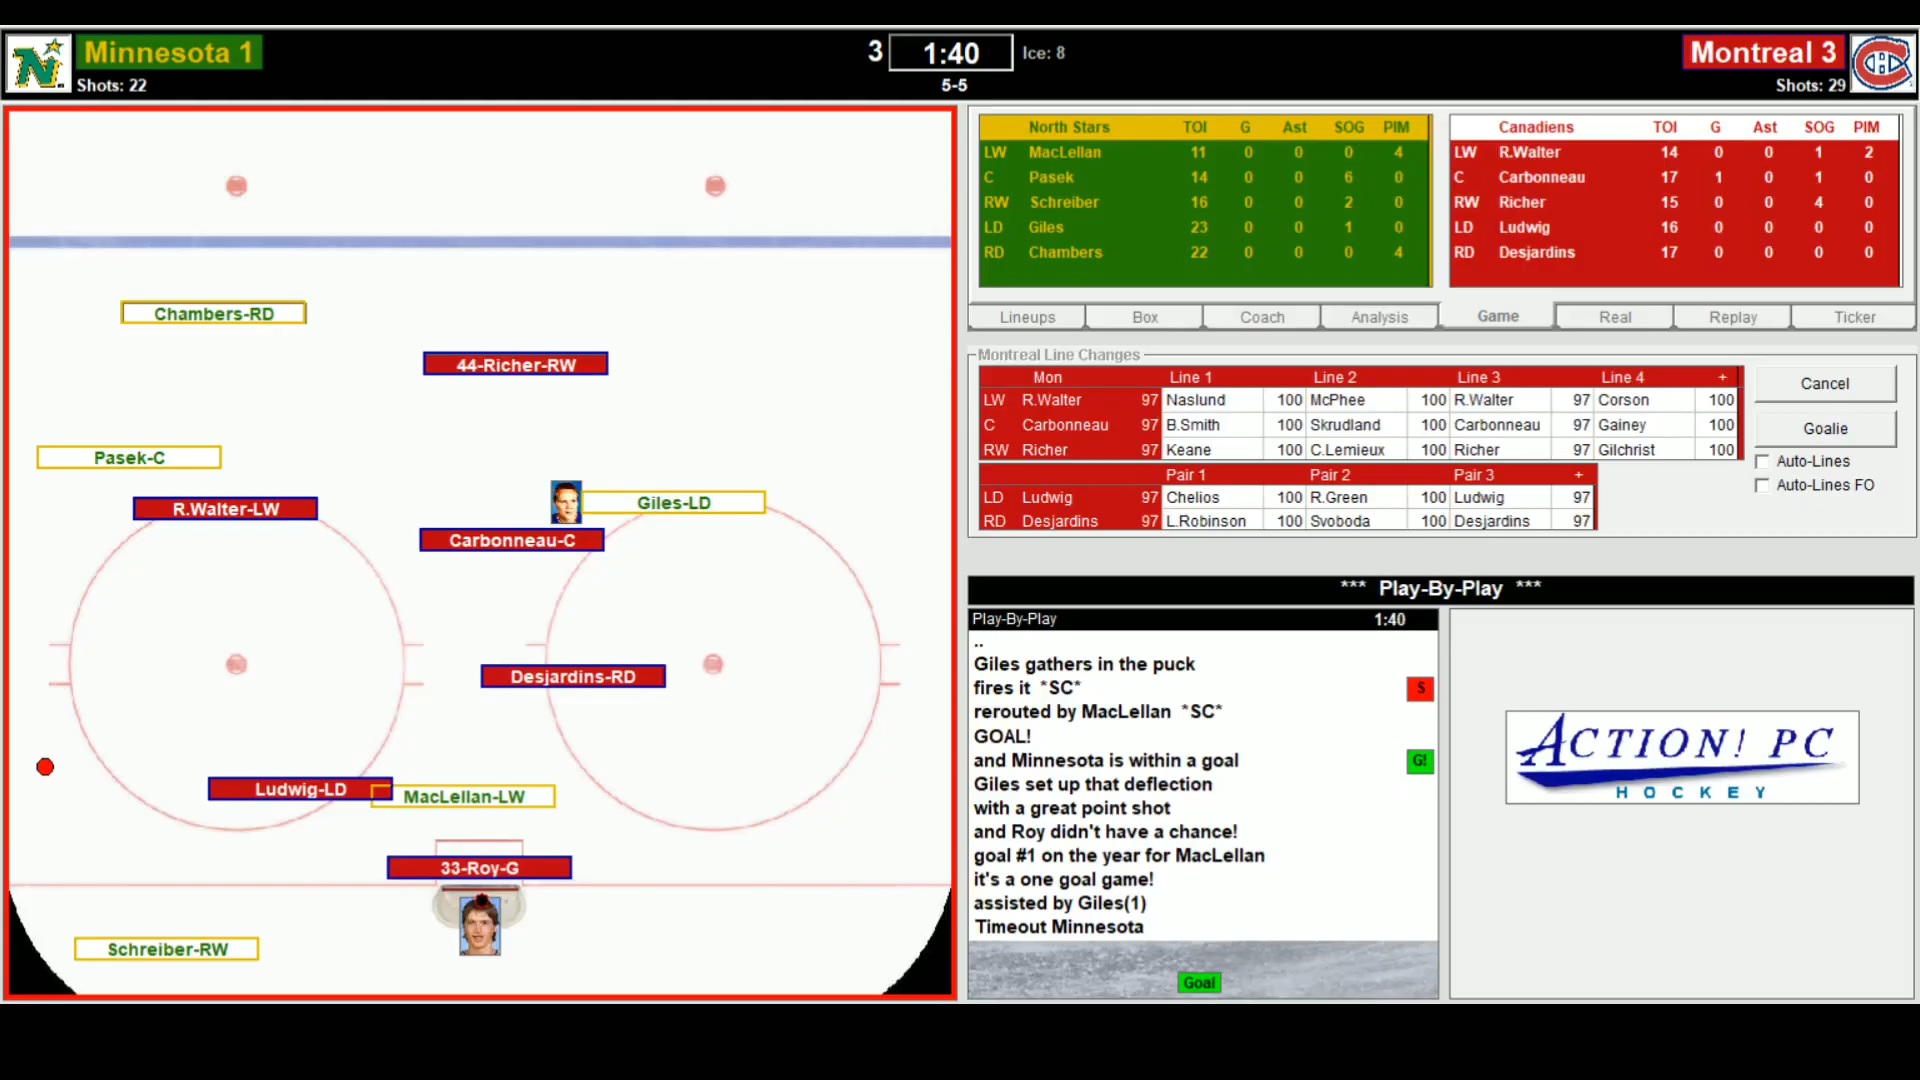 Minnesota 1
Shots: 22
3 1:40 Ice: 8
5-5
Montreal 3
Shots: 29
Chambers-RD
44-Richer-RW
Pasek-C
R.Walter-LW
Giles-LD
Carbonneau-C
Desjardins-RD
Ludwig-LD
MacLellan-LW
33-Roy-G
Schreiber-RW
North Stars TOI G Ast SOG PIM
LW MacLellan 11 0 0 0 4
C Pasek 14 0 0 6 0
RW Schreiber 16 0 0 2 0
LD Giles 23 0 0 1 0
RD Chambers 22 0 0 0 4
Canadiens TOI G Ast SOG PIM
LW R.Walter 14 0 0 1 2
C Carbonneau 17 1 0 1 0
RW Richer 15 0 0 4 0
LD Ludwig 16 0 0 0 0
RD Desjardins 17 0 0 0 0
Lineups Box Coach Analysis Game Real Replay Ticker
Montreal Line Changes
Mon Line 1 Line 2 Line 3 Line 4 +
LW R.Walter 97 Naslund 100 McPhee 100 R.Walter 97 Corson 100
C Carbonneau 97 B.Smith 100 Skrudland 100 Carbonneau 97 Gainey 100
RW Richer 97 Keane 100 C.Lemieux 100 Richer 97 Gilchrist 100
Pair 1 Pair 2 Pair 3 +
LD Ludwig 97 Chelios 100 R.Green 100 Ludwig 97
RD Desjardins 97 L.Robinson 100 Svoboda 100 Desjardins 97
Cancel
Goalie
Auto-Lines
Auto-Lines FO
*** Play-By-Play ***
Play-By-Play 1:40
..
Giles gathers in the puck
fires it *SC* S
rerouted by MacLellan *SC*
GOAL!
and Minnesota is within a goal G!
Giles set up that deflection
with a great point shot
and Roy didn't have a chance!
goal #1 on the year for MacLellan
it's a one goal game!
assisted by Giles(1)
Timeout Minnesota
Goal
ACTION! PC
HOCKEY